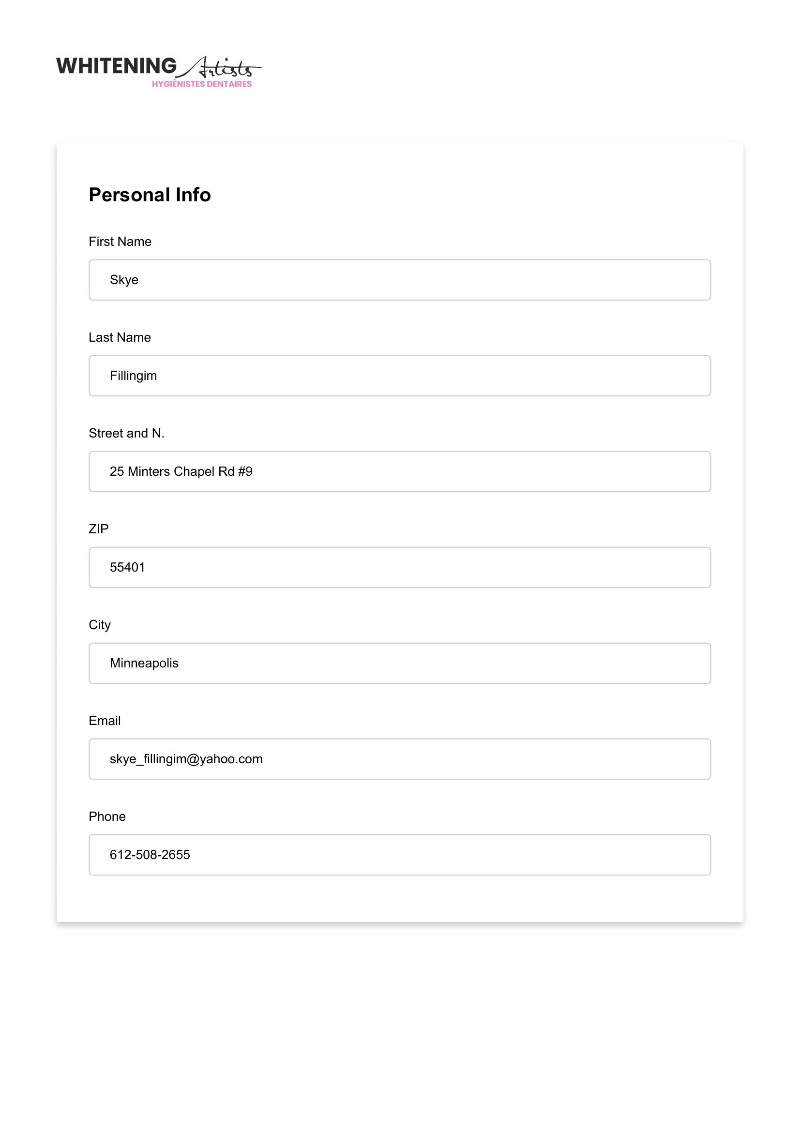 WHITENING Artists
HYGIÉNISTES DENTAIRES
Personal Info
First Name
Skye
Last Name
Fillingim
Street and N.
25 Minters Chapel Rd #9
ZIP
55401
City
Minneapolis
Email
skye_fillingim@yahoo.com
Phone
612-508-2655